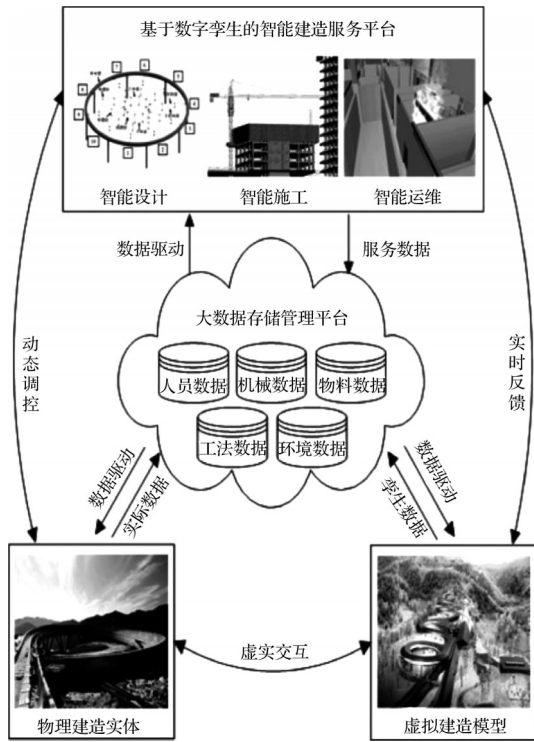 基于数字孪生的智能建造服务平台
智能设计
智能施工
智能运维
数据驱动
服务数据
大数据存储管理平台
人员数据
机械数据
物料数据
工法数据
环境数据
动态调控
实时反馈
数据驱动
实际数据
数据驱动
孪生数据
虚实交互
物理建造实体
虚拟建造模型